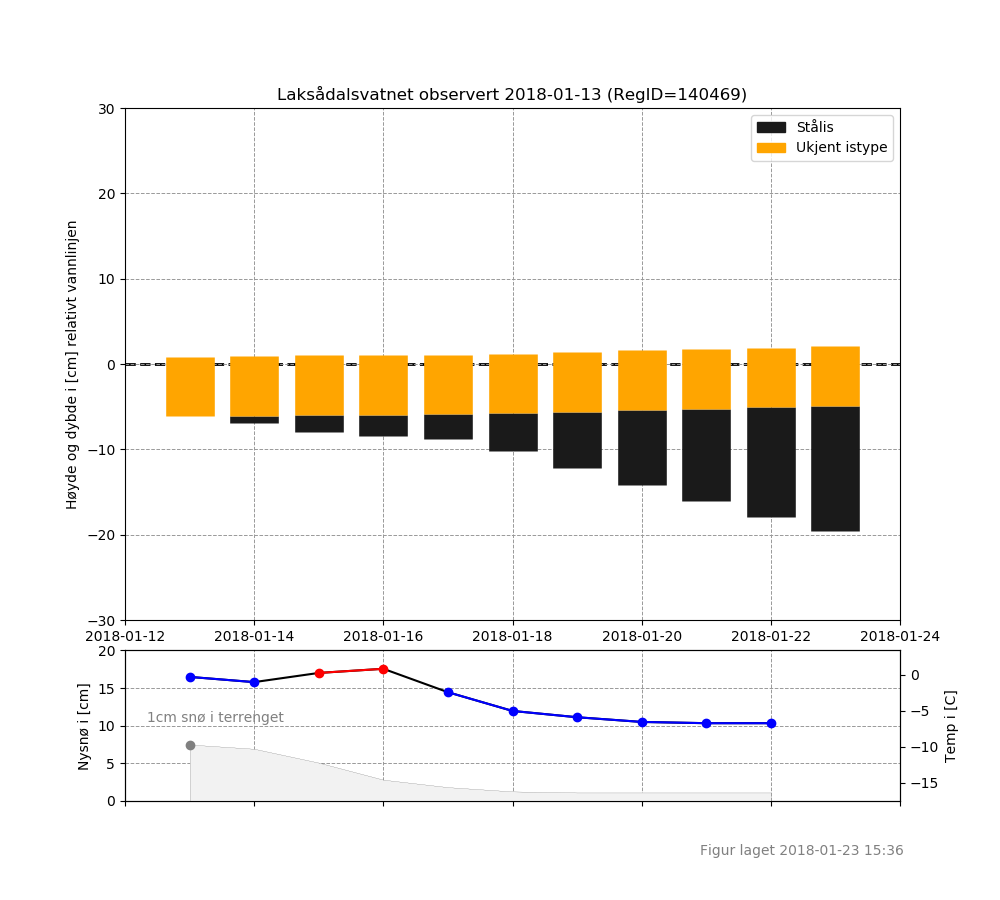 Laksådalsvatnet observert 2018-01-13 (RegID=140469)
Stålis
Ukjent istype
Høyde og dybde i [cm] relativt vannlinjen
30
20
10
0
−10
−20
−30
2018-01-12 2018-01-14 2018-01-16 2018-01-18 2018-01-20 2018-01-22 2018-01-24
Nysnø i [cm]
20
15
10
5
0
1cm snø i terrenget
0
−5
−10
−15
Temp i [C]
Figur laget 2018-01-23 15:36